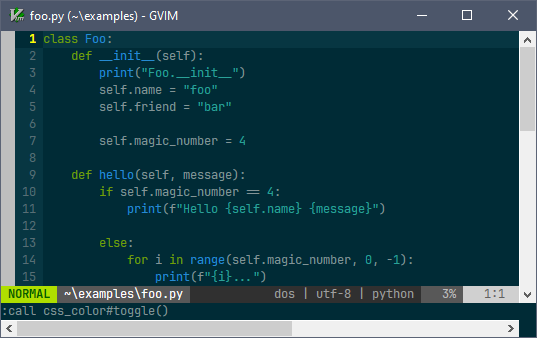 foo.py (~\examples) - GVIM
1 class Foo:
2     def __init__(self):
3         print("Foo.__init__")
4         self.name = "foo"
5         self.friend = "bar"
6
7         self.magic_number = 4
8
9     def hello(self, message):
10         if self.magic_number == 4:
11             print(f"Hello {self.name} {message}")
12
13         else:
14             for i in range(self.magic_number, 0, -1):
15                 print(f"{i}...")
NORMAL ~\examples\foo.py dos | utf-8 | python 3% 1:1
:call css_color#toggle()